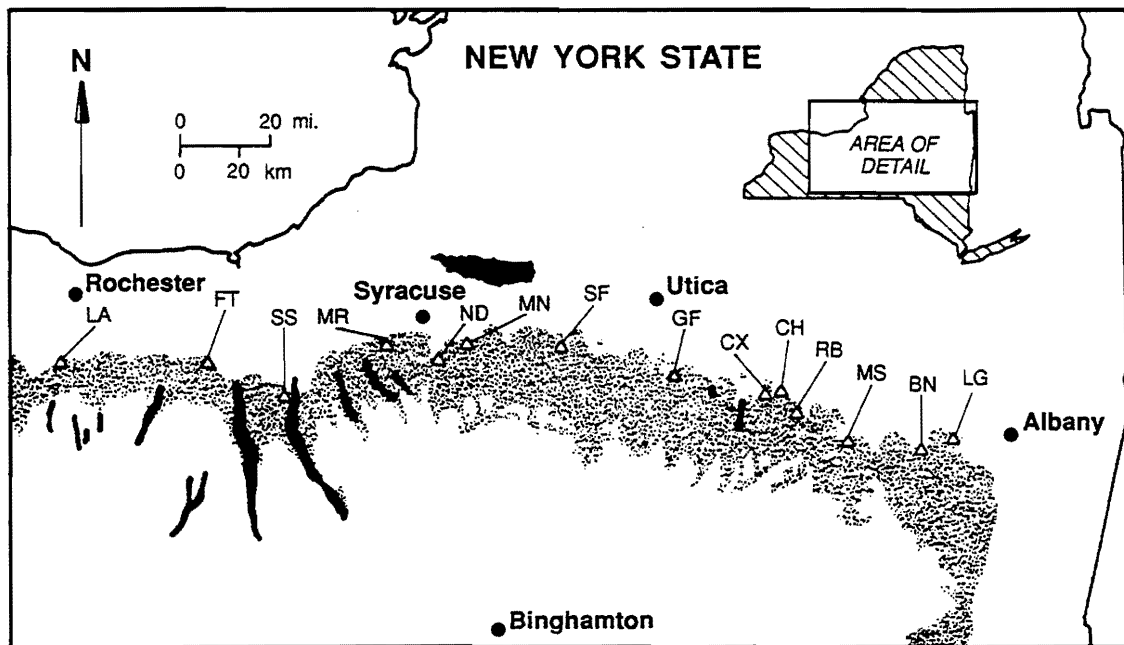 NEW YORK STATE
N
0 20 mi.
0 20 km
AREA OF
DETAIL
Rochester
Syracuse
Utica
LA
FT
SS
MR
ND
MN
SF
GF
CX
CH
RB
MS
BN
LG
Albany
Binghamton